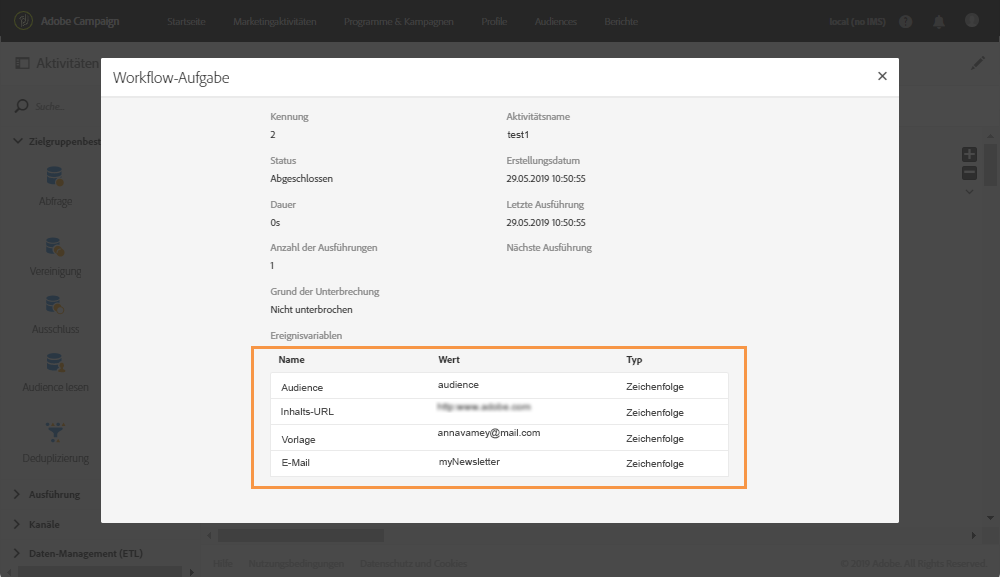 Adobe Campaign
Startseite
Marketingaktivitäten
Programme & Kampagnen
Profile
Audiences
Berichte
local (no IMS)
Aktivitäten
Workflow-Aufgabe
Suche...
Kennung
Aktivitätsname
2
test1
Zielgruppenbest
Status
Erstellungsdatum
Abgeschlossen
29.05.2019 10:50:55
Abfrage
Dauer
Letzte Ausführung
0s
29.05.2019 10:50:55
Anzahl der Ausführungen
Nächste Ausführung
1
Vereinigung
Grund der Unterbrechung
Nicht unterbrochen
Ausschluss
Ereignisvariablen
Name
Wert
Typ
Audience
audience
Zeichenfolge
Audience lesen
Inhalts-URL
Zeichenfolge
Vorlage
annavamey@mail.com
Zeichenfolge
E-Mail
myNewsletter
Zeichenfolge
Deduplizierung
Ausführung
Kanäle
Daten-Management (ETL)
Hilfe
Nutzungsbedingungen
Datenschutz und Cookies
© 2019 Adobe. All Rights Reserved.